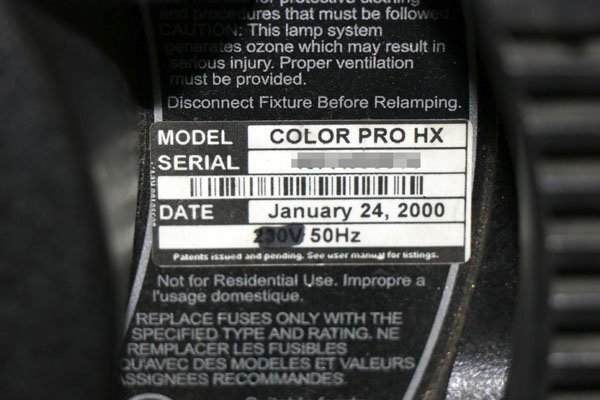 and procedures that must be followed.
CAUTION: This lamp system
generates ozone which may result in
serious injury. Proper ventilation
must be provided.
Disconnect Fixture Before Relamping.
MODEL COLOR PRO HX
SERIAL
DATE January 24, 2000
230V 50Hz
Patents issued and pending. See user manual for listings.
Not for Residential Use. Impropre a
l'usage domestique.
REPLACE FUSES ONLY WITH THE
SPECIFIED TYPE AND RATING. NE
REMPLACER LES FUSIBLES
QU'AVEC DES MODELES ET VALEURS
ASSIGNEES RECOMMANDES.